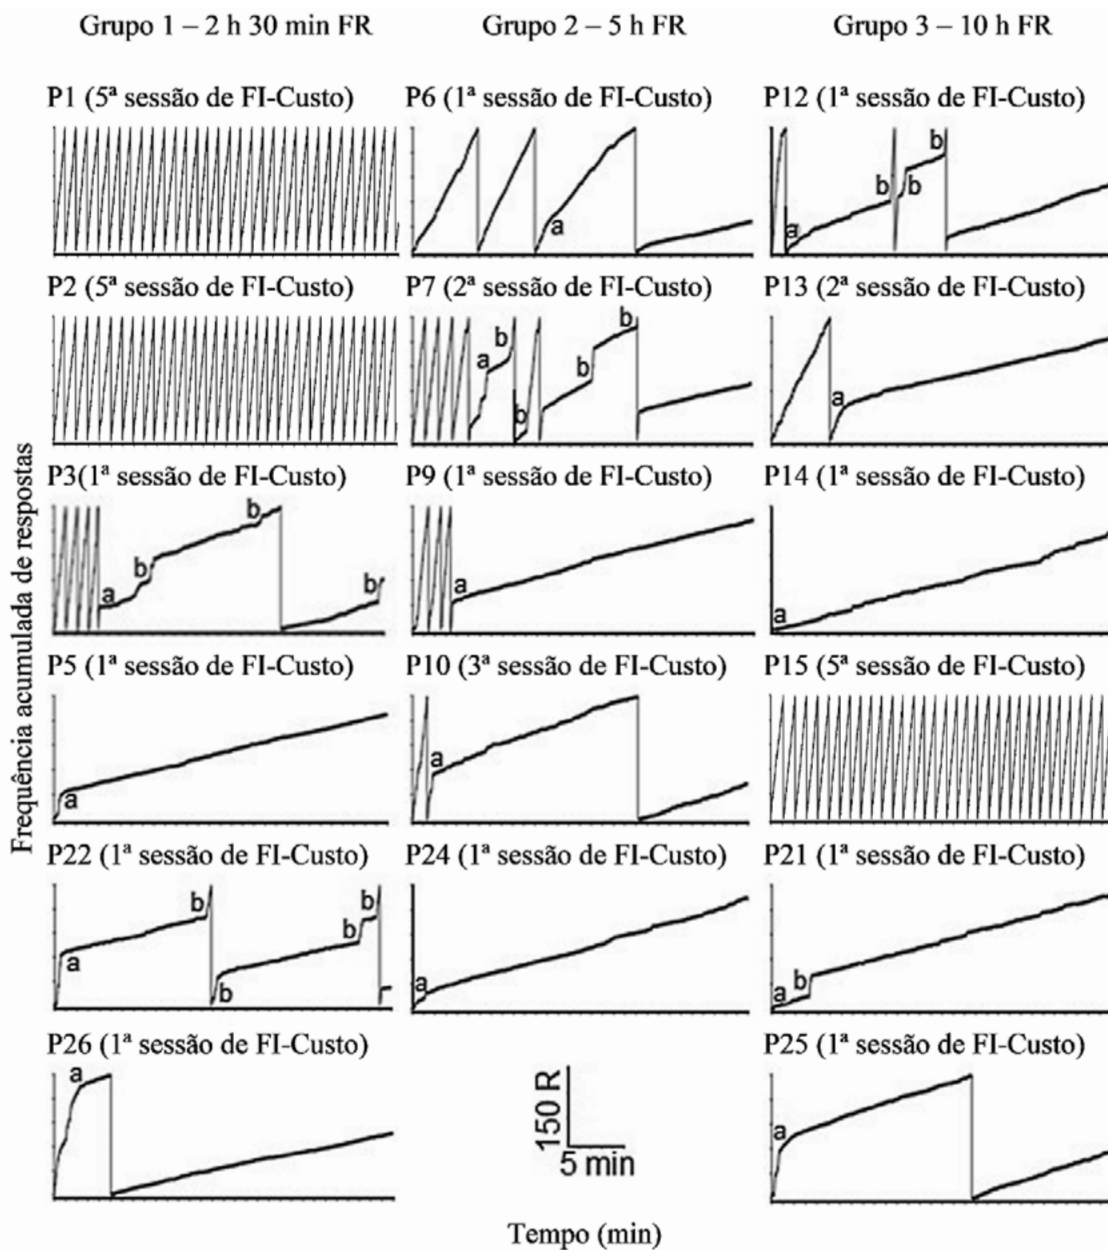 Grupo 1 – 2 h 30 min FR
Grupo 2 – 5 h FR
Grupo 3 – 10 h FR
P1 (5ª sessão de FI-Custo)
P6 (1ª sessão de FI-Custo)
a
P12 (1ª sessão de FI-Custo)
a
b
b
b
P2 (5ª sessão de FI-Custo)
P7 (2ª sessão de FI-Custo)
a
b
b
b
b
P13 (2ª sessão de FI-Custo)
a
P3(1ª sessão de FI-Custo)
a
b
b
b
P9 (1ª sessão de FI-Custo)
a
P14 (1ª sessão de FI-Custo)
a
P5 (1ª sessão de FI-Custo)
a
P10 (3ª sessão de FI-Custo)
a
P15 (5ª sessão de FI-Custo)
P22 (1ª sessão de FI-Custo)
a
b
b
b
b
P24 (1ª sessão de FI-Custo)
a
P21 (1ª sessão de FI-Custo)
a
b
P26 (1ª sessão de FI-Custo)
a
150 R
5 min
P25 (1ª sessão de FI-Custo)
a
Frequência acumulada de respostas
Tempo (min)